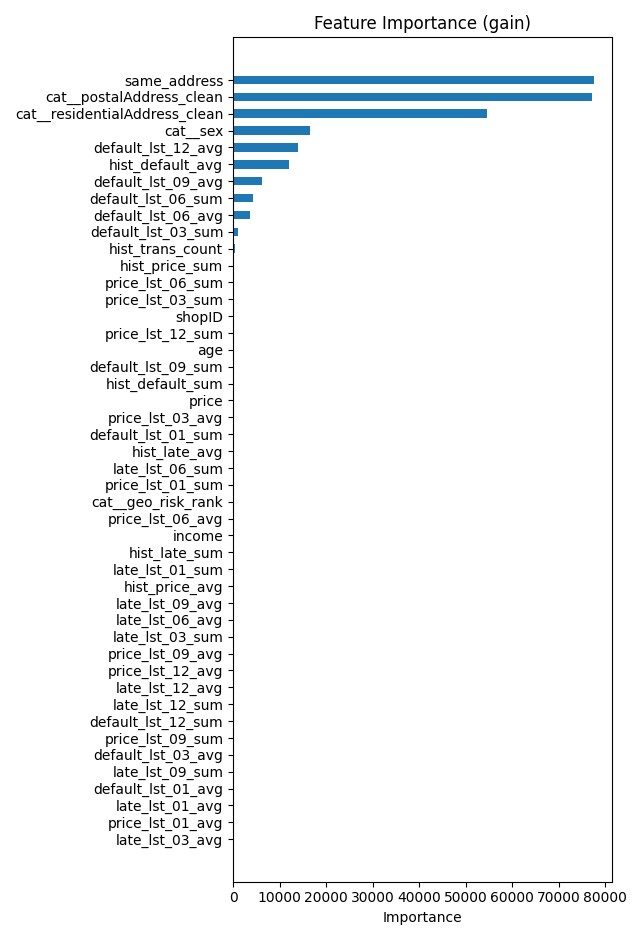 Feature Importance (gain)
same_address
cat__postalAddress_clean
cat__residentialAddress_clean
cat__sex
default_lst_12_avg
hist_default_avg
default_lst_09_avg
default_lst_06_sum
default_lst_06_avg
default_lst_03_sum
hist_trans_count
hist_price_sum
price_lst_06_sum
price_lst_03_sum
shopID
price_lst_12_sum
age
default_lst_09_sum
hist_default_sum
price
price_lst_03_avg
default_lst_01_sum
hist_late_avg
late_lst_06_sum
price_lst_01_sum
cat__geo_risk_rank
price_lst_06_avg
income
hist_late_sum
late_lst_01_sum
hist_price_avg
late_lst_09_avg
late_lst_06_avg
late_lst_03_sum
price_lst_09_avg
price_lst_12_avg
late_lst_12_avg
late_lst_12_sum
default_lst_12_sum
price_lst_09_sum
default_lst_03_avg
late_lst_09_sum
default_lst_01_avg
late_lst_01_avg
price_lst_01_avg
late_lst_03_avg
0 10000 20000 30000 40000 50000 60000 70000 80000
Importance